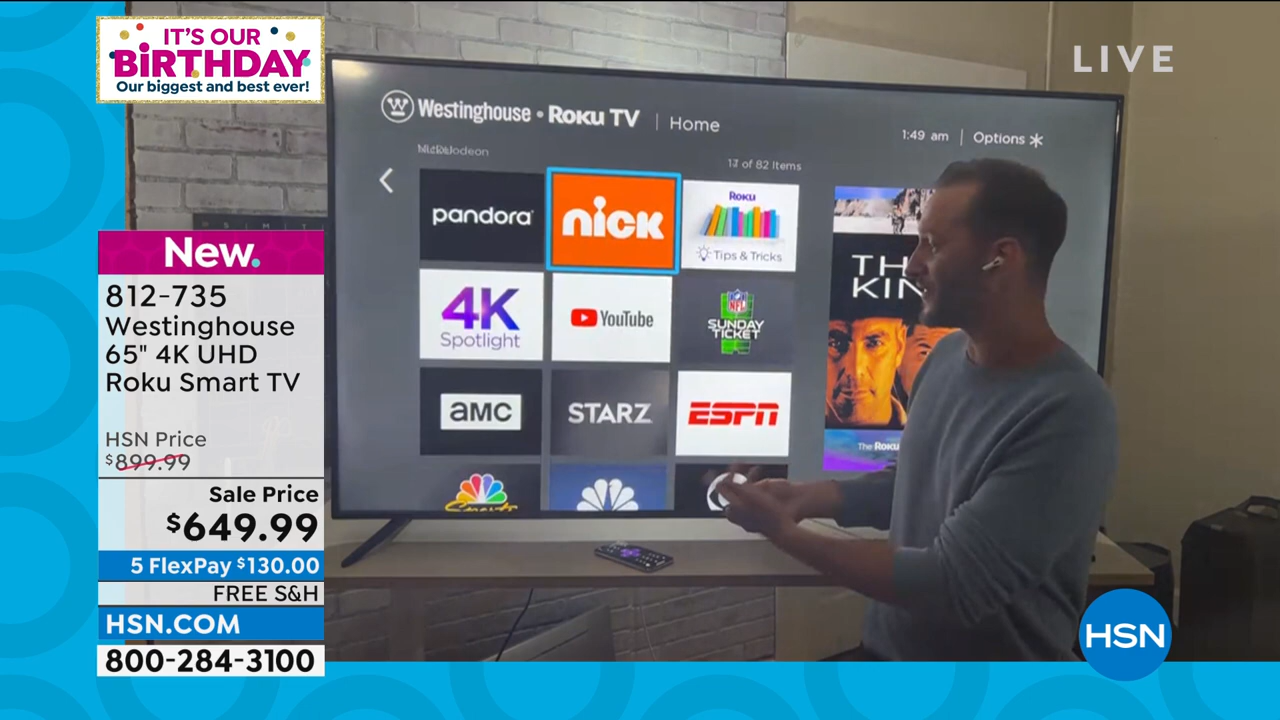 IT'S OUR
BIRTHDAY
Our biggest and best ever!
LIVE
Westinghouse • Roku TV | Home
1:49 am | Options
of 82 Items
pandora
nick
Roku
Tips & Tricks
4K
Spotlight
YouTube
NFL
SUNDAY
TICKET
aMC
STARZ
ESPN
The Roku
New.
812-735
Westinghouse
65" 4K UHD
Roku Smart TV
HSN Price
$899.99
Sale Price
$649.99
5 FlexPay $130.00
FREE S&H
HSN.COM
800-284-3100
HSN